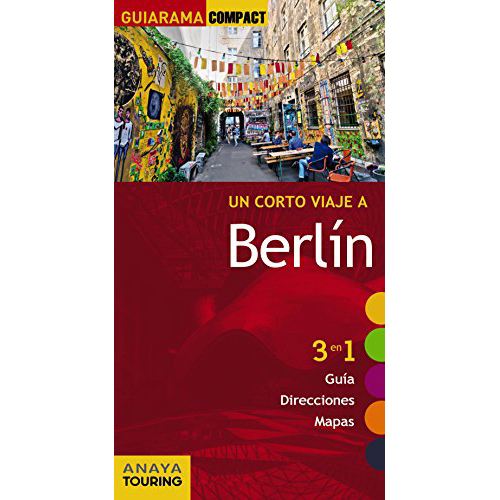 GUIARAMA COMPACT
UN CORTO VIAJE A
Berlín
3 en 1
Guía
Direcciones
Mapas
ANAYA
TOURING